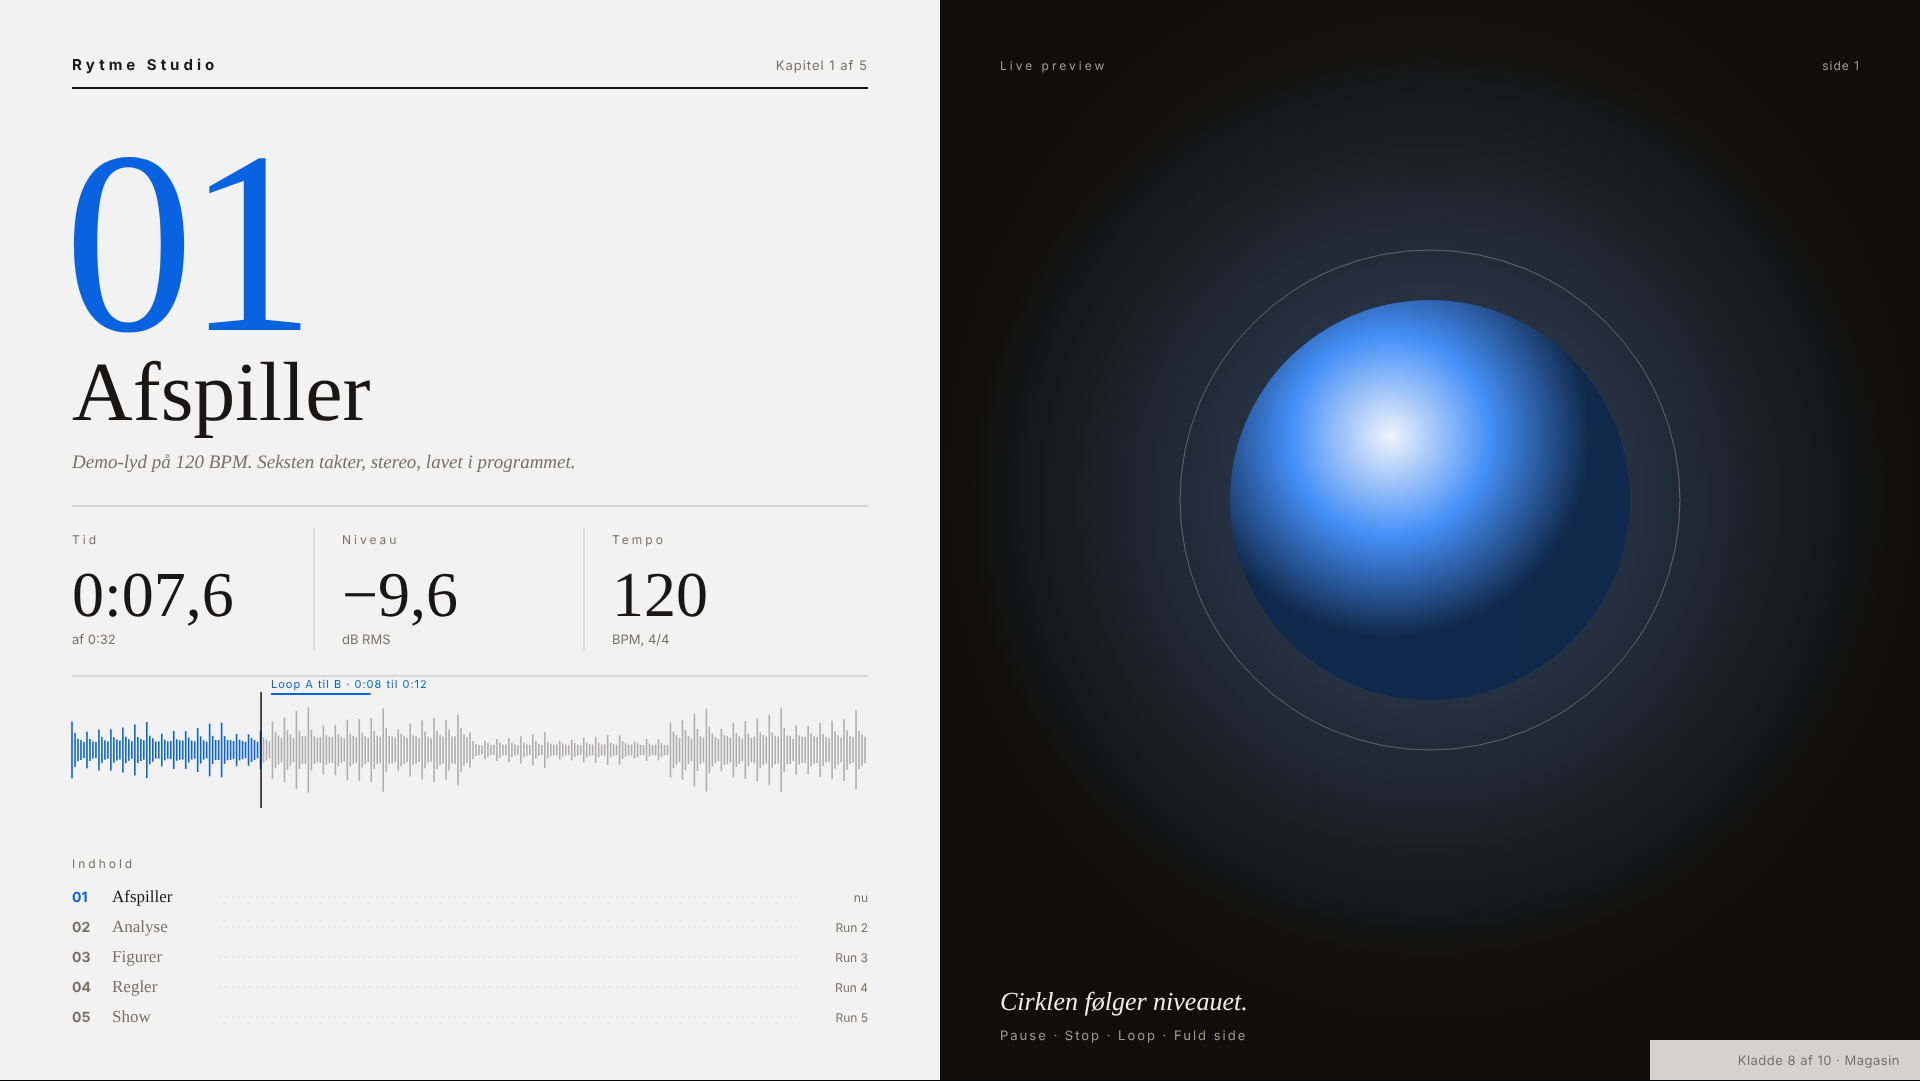 Rytme Studio
Kapitel 1 af 5
01
Afspiller
Demo-lyd på 120 BPM. Seksten takter, stereo, lavet i programmet.
Tid
0:07,6
af 0:32
Niveau
−9,6
dB RMS
Tempo
120
BPM, 4/4
Loop A til B · 0:08 til 0:12
Indhold
01 Afspiller nu
02 Analyse Run 2
03 Figurer Run 3
04 Regler Run 4
05 Show Run 5
Live preview
side 1
Cirklen følger niveauet.
Pause · Stop · Loop · Fuld side
Kladde 8 af 10 · Magasin